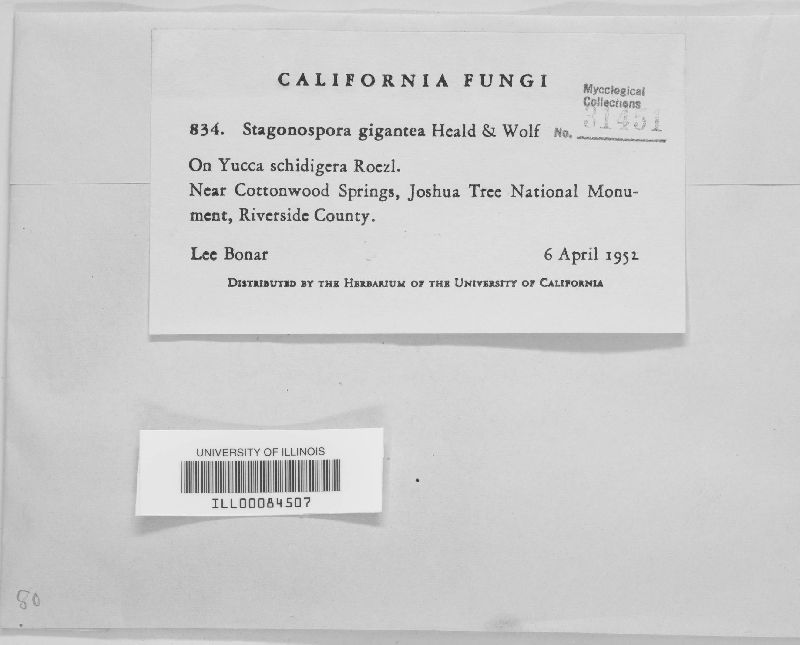 CALIFORNIA FUNGI
Mycological
Collections
834. Stagonospora gigantea Heald & Wolf No. 31451
On Yucca schidigera Roezl.
Near Cottonwood Springs, Joshua Tree National Monu-
ment, Riverside County.
Lee Bonar 6 April 1952
DISTRIBUTED BY THE HERBARIUM OF THE UNIVERSITY OF CALIFORNIA
UNIVERSITY OF ILLINOIS
ILL00084507
80